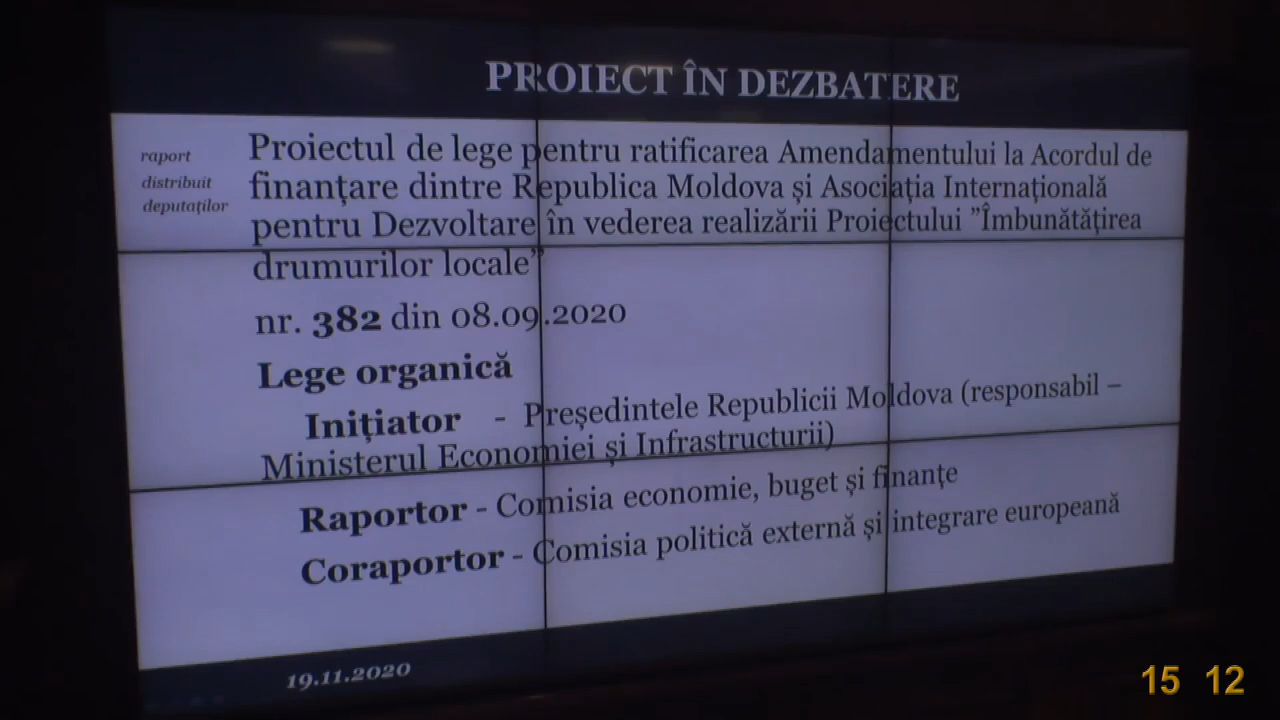 PROIECT ÎN DEZBATERE
raport
distribuit
deputaților
Proiectul de lege pentru ratificarea Amendamentului la Acordul de
finanțare dintre Republica Moldova și Asociația Internațională
pentru Dezvoltare în vederea realizării Proiectului ”Îmbunătățirea
drumurilor locale”
nr. 382 din 08.09.2020
Lege organică
Inițiator - Președintele Republicii Moldova (responsabil –
Ministerul Economiei și Infrastructurii)
Raportor - Comisia economie, buget și finanțe
Coraportor - Comisia politică externă și integrare europeană
19.11.2020
15 12